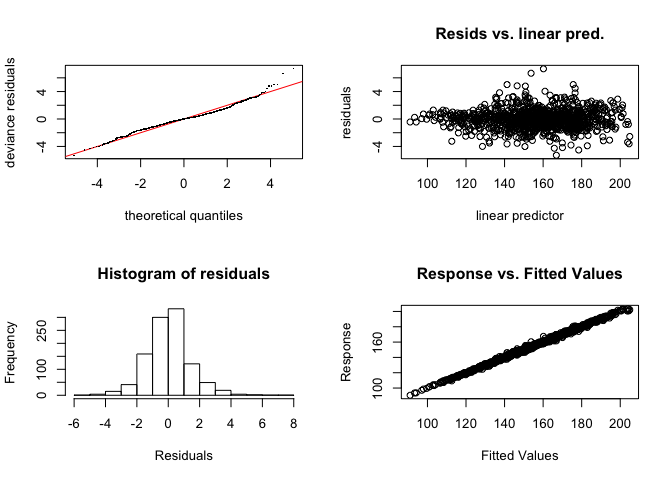 deviance residuals
-4 0 4
-4 -2 0 2 4
theoretical quantiles
Resids vs. linear pred.
residuals
-4 0 4
100 120 140 160 180 200
linear predictor
Histogram of residuals
Frequency
0 100 250
-6 -4 -2 0 2 4 6 8
Residuals
Response vs. Fitted Values
Response
100 160
100 120 140 160 180 200
Fitted Values